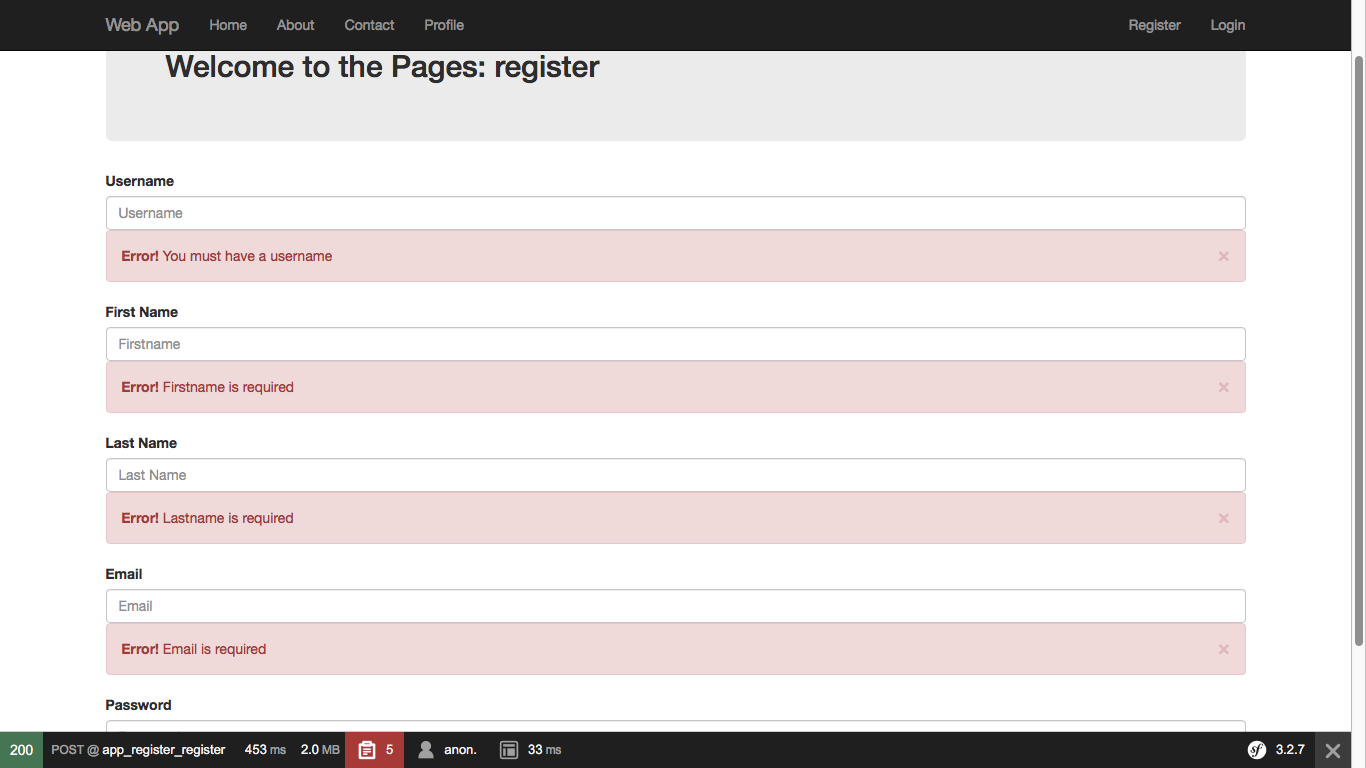 Web App Home About Contact Profile Register Login
Welcome to the Pages: register
Username
Username
Error! You must have a username ×
First Name
Firstname
Error! Firstname is required ×
Last Name
Last Name
Error! Lastname is required ×
Email
Email
Error! Email is required ×
Password
200 POST @ app_register_register 453 ms 2.0 MB 5 anon. 33 ms sf 3.2.7 ×